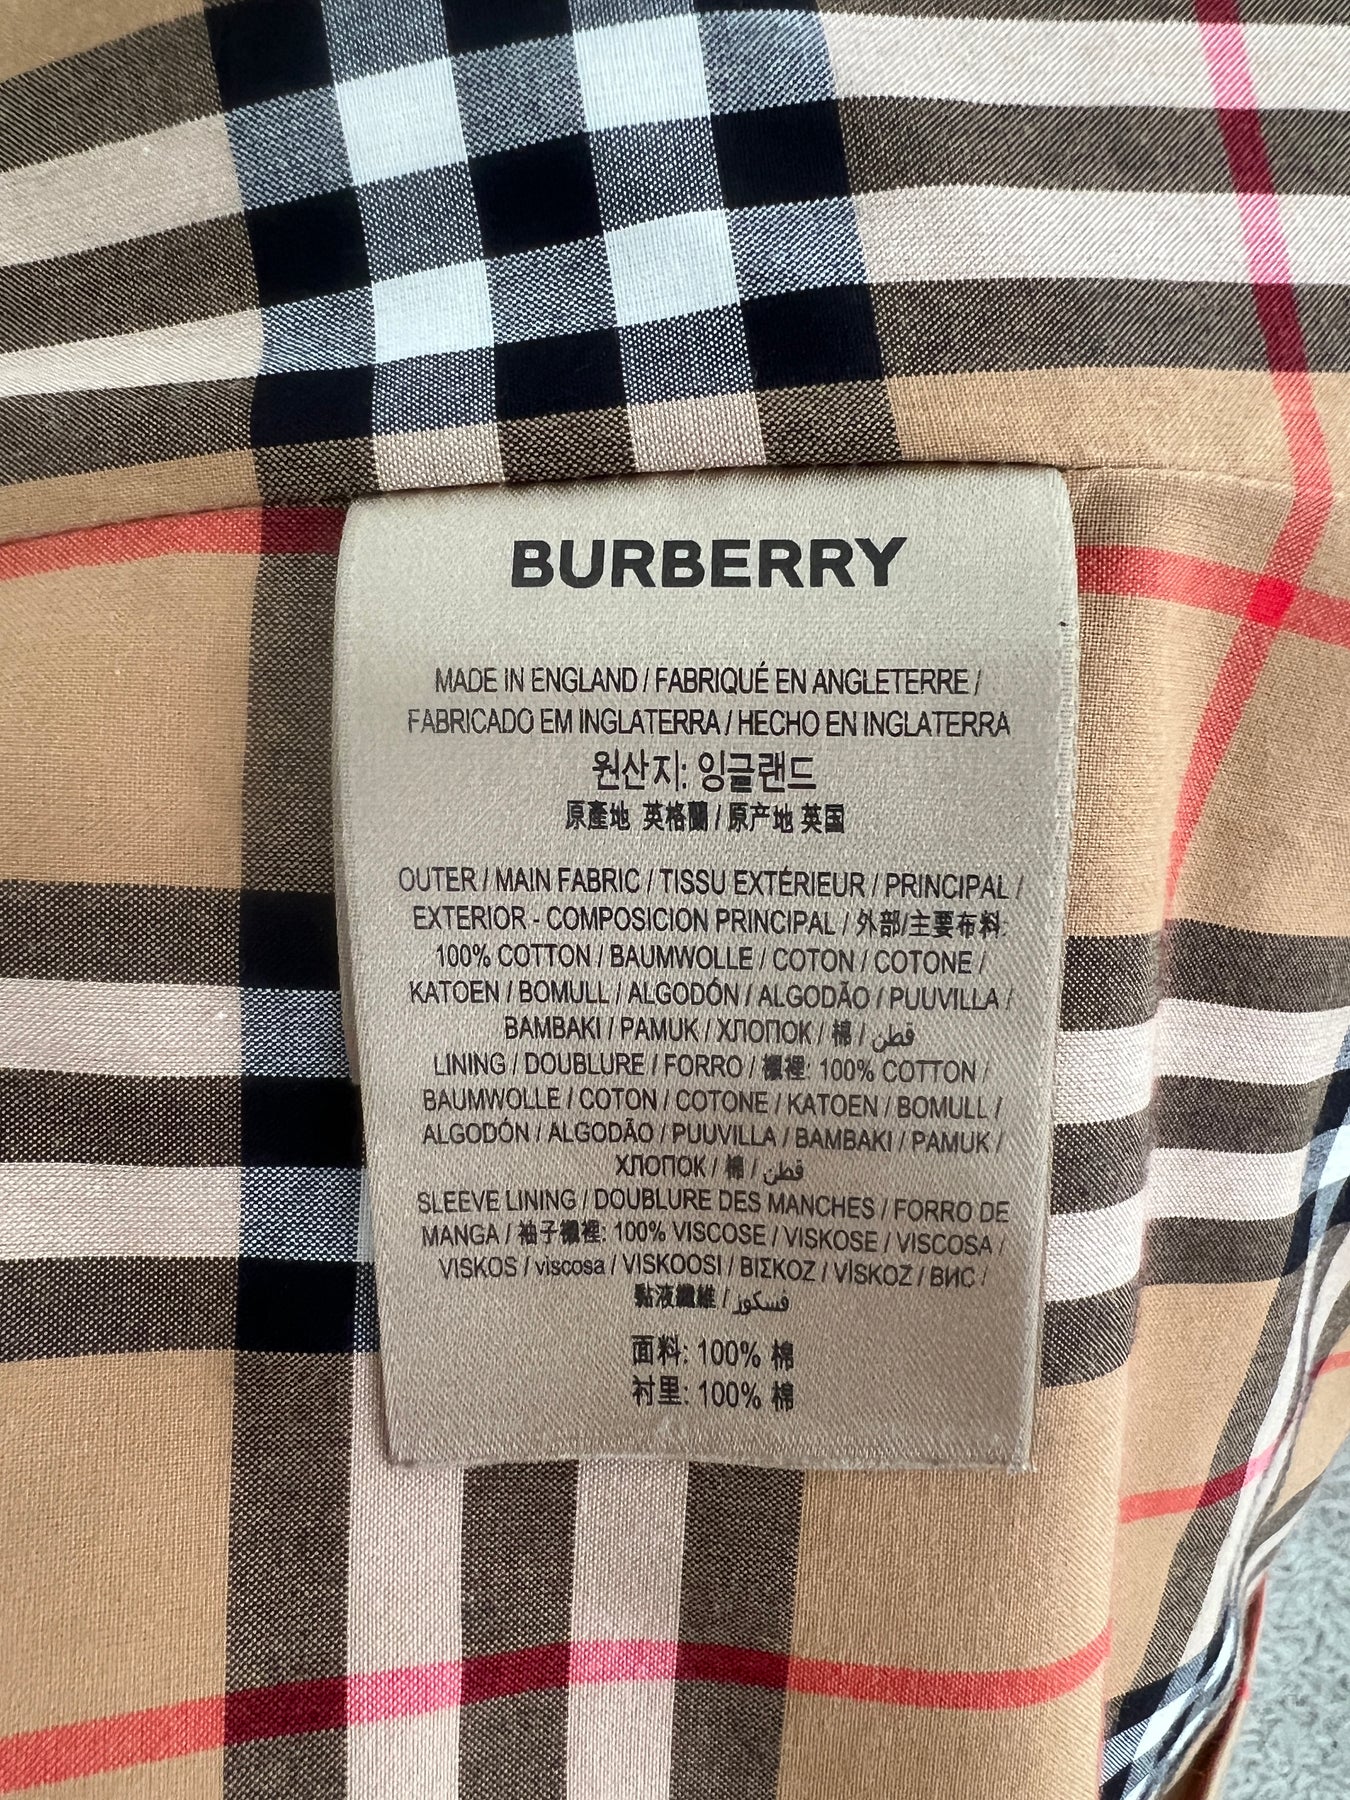 BURBERRY
MADE IN ENGLAND / FABRIQUÉ EN ANGLETERRE /
FABRICADO EM INGLATERRA / HECHO EN INGLATERRA
원산지: 잉글랜드
原產地 英格蘭 / 原产地 英国
OUTER / MAIN FABRIC / TISSU EXTÉRIEUR / PRINCIPAL /
EXTERIOR - COMPOSICION PRINCIPAL / 外部/主要布料:
100% COTTON / BAUMWOLLE / COTON / COTONE /
KATOEN / BOMULL / ALGODÓN / ALGODÃO / PUUVILLA /
BAMBAKI / PAMUK / ХЛОПОК / 棉 / قطن
LINING / DOUBLURE / FORRO / 襯裡: 100% COTTON /
BAUMWOLLE / COTON / COTONE / KATOEN / BOMULL /
ALGODÓN / ALGODÃO / PUUVILLA / BAMBAKI / PAMUK /
ХЛОПОК / 棉 / قطن
SLEEVE LINING / DOUBLURE DES MANCHES / FORRO DE
MANGA / 袖子襯裡: 100% VISCOSE / VISKOSE / VISCOSA /
VISKOS / viscosa / VISKOOSI / ΒΙΣΚΟΖ / VİSKOZ / ВИС /
黏液纖維 / فسكوز
面料: 100% 棉
衬里: 100% 棉